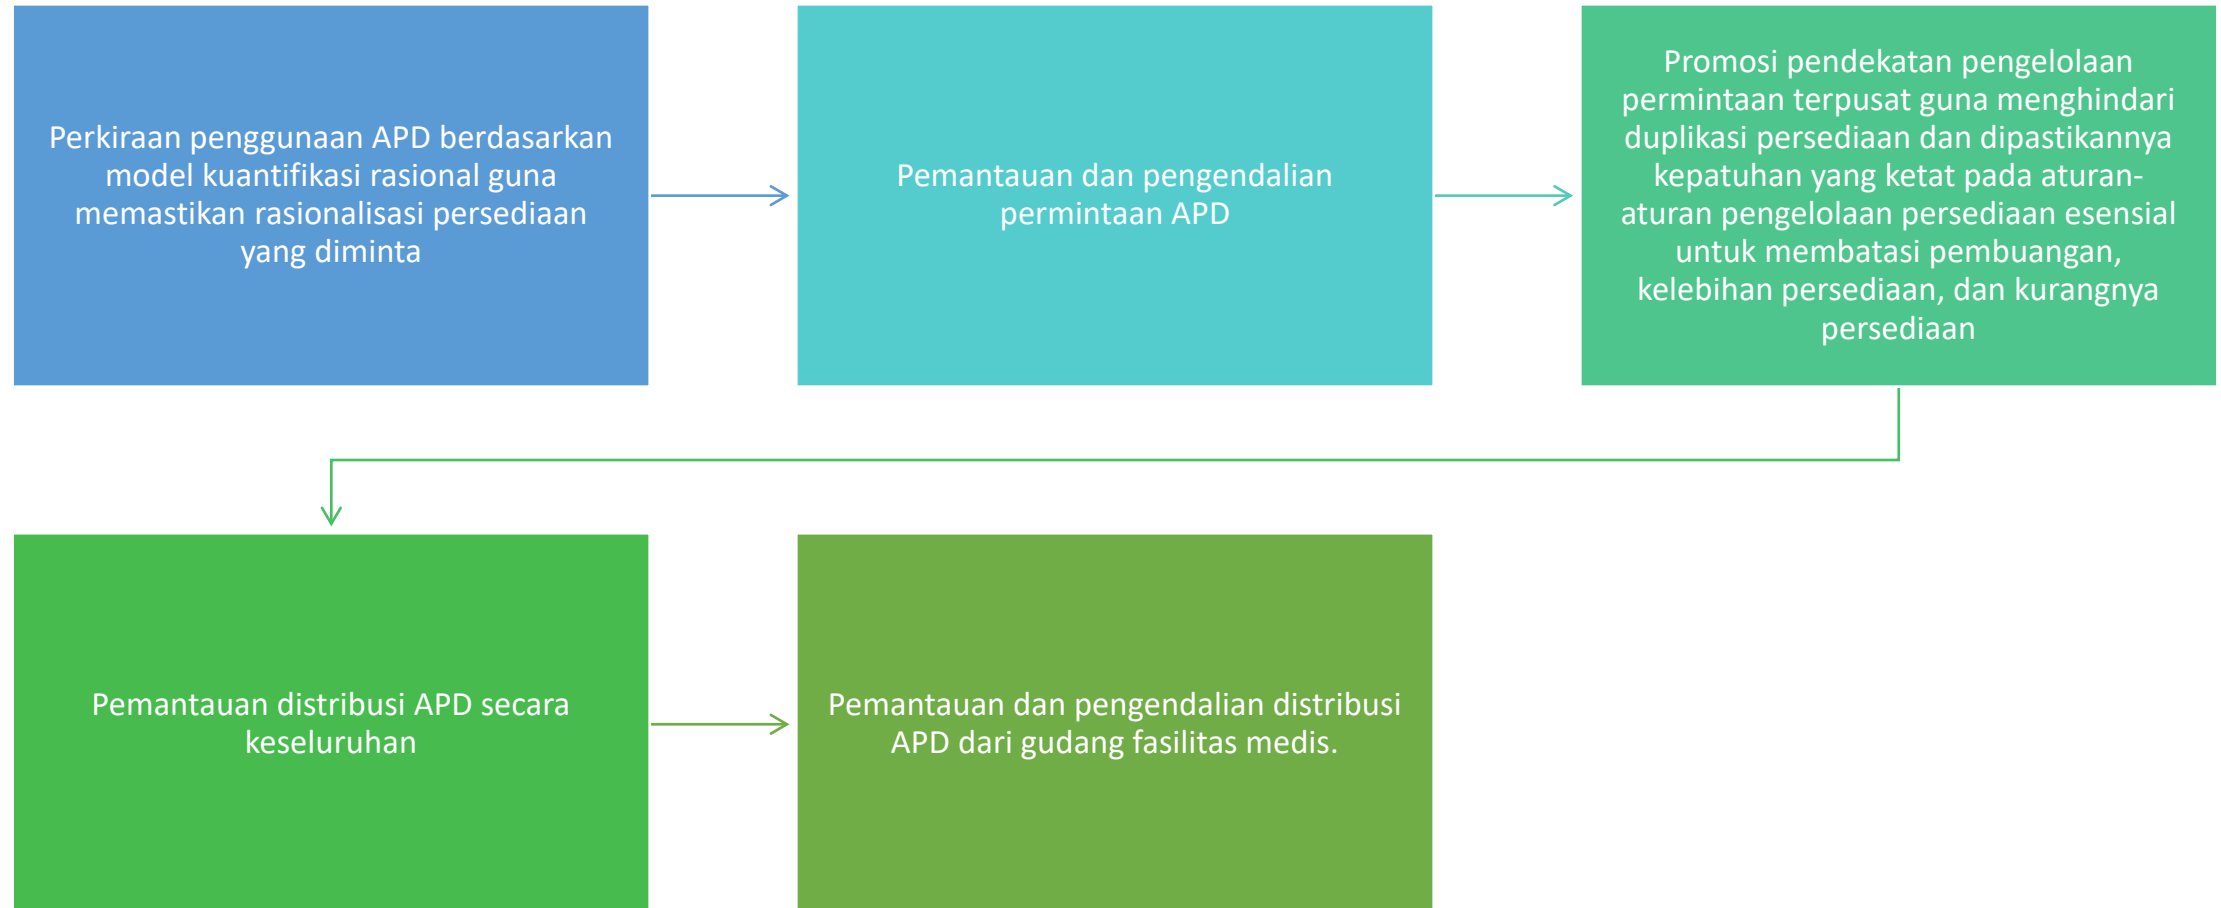 Perkiraan penggunaan APD berdasarkan
model kuantifikasi rasional guna
memastikan rasionalisasi persediaan
yang diminta
Pemantauan dan pengendalian
permintaan APD
Promosi pendekatan pengelolaan
permintaan terpusat guna menghindari
duplikasi persediaan dan dipastikannya
kepatuhan yang ketat pada aturan-
aturan pengelolaan persediaan esensial
untuk membatasi pembuangan,
kelebihan persediaan, dan kurangnya
persediaan
Pemantauan distribusi APD secara
keseluruhan
Pemantauan dan pengendalian distribusi
APD dari gudang fasilitas medis.